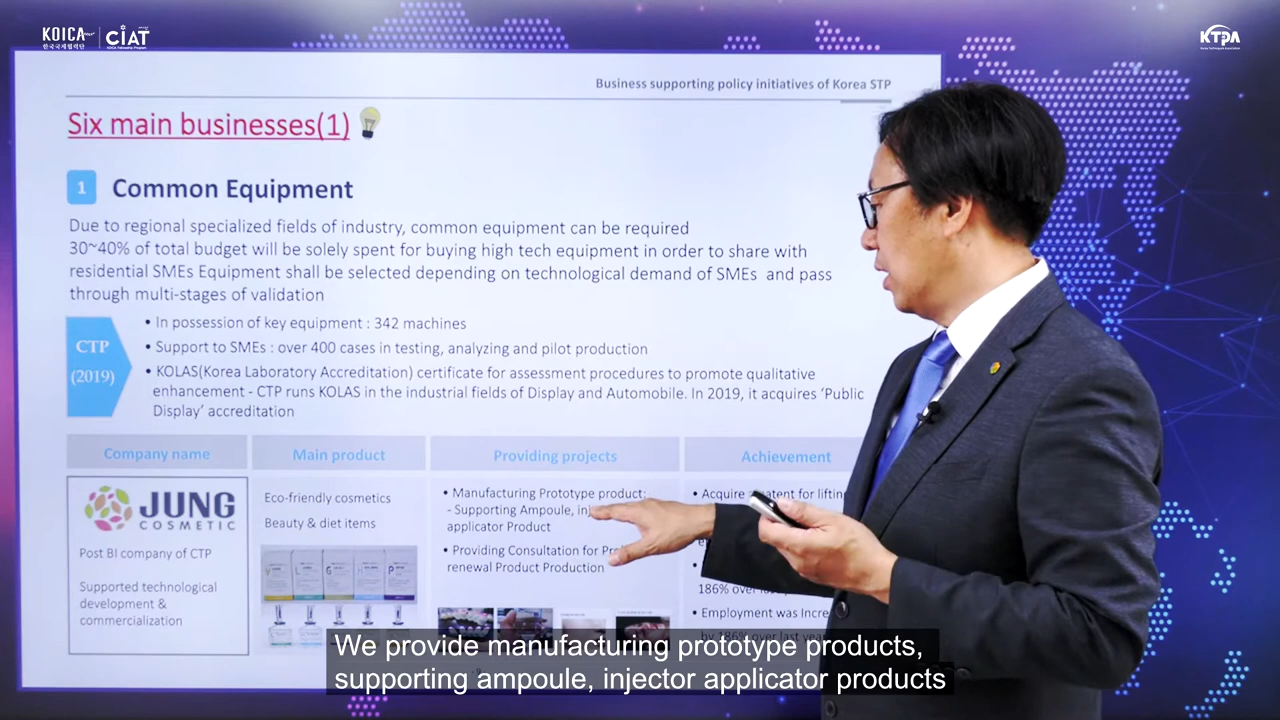 KOICA
한국국제협력단
CIAT
KOICA Fellowship Program
KTPA
Korea Technopark Association
Business supporting policy initiatives of Korea STP
Six main businesses(1)
1 Common Equipment
Due to regional specialized fields of industry, common equipment can be required
30~40% of total budget will be solely spent for buying high tech equipment in order to share with
residential SMEs Equipment shall be selected depending on technological demand of SMEs and pass
through multi-stages of validation
CTP
(2019)
• In possession of key equipment : 342 machines
• Support to SMEs : over 400 cases in testing, analyzing and pilot production
• KOLAS(Korea Laboratory Accreditation) certificate for assessment procedures to promote qualitative
enhancement - CTP runs KOLAS in the industrial fields of Display and Automobile. In 2019, it acquires ‘Public
Display’ accreditation
Company name Main product Providing projects Achievement
JUNG
COSMETIC
Post BI company of CTP
Supported technological
development &
commercialization
Eco-friendly cosmetics
Beauty & diet items
• Manufacturing Prototype product:
- Supporting Ampoule,
applicator Product
• Providing Consultation for
renewal Product Production
• Acquire for
•
186% over
• Employment was
by 186% over last year
We provide manufacturing prototype products,
supporting ampoule, injector applicator products